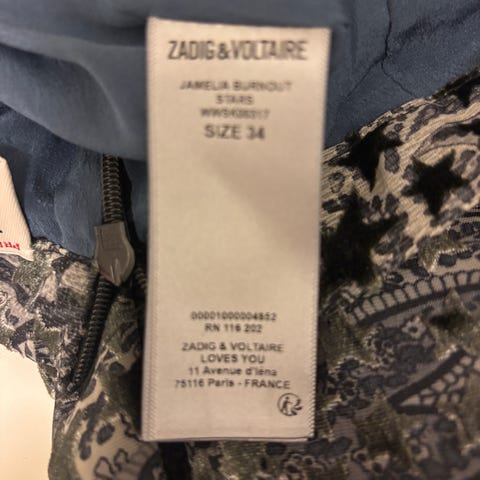 ZADIG&VOLTAIRE
JAMELIA BURNOUT
STARS
SIZE 34
00001000004852
RN 116 202
ZADIG & VOLTAIRE
LOVES YOU
11 Avenue d'Iéna
75116 Paris - FRANCE